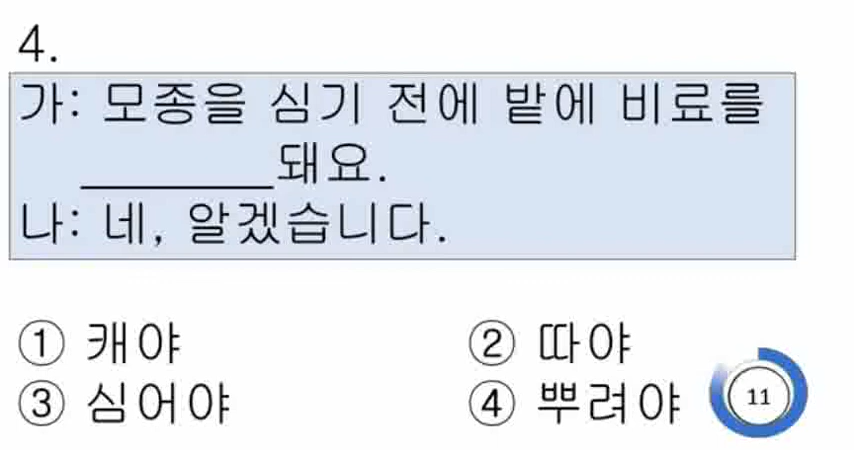 4.
가: 모종을 심기 전에 밭에 비료를
________돼요.
나: 네, 알겠습니다.
① 캐야
② 따야
③ 심어야
④ 뿌려야
11